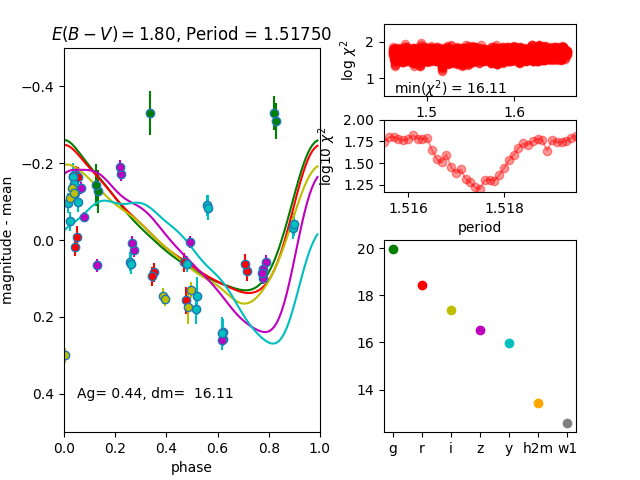 E(B − V) = 1.80, Period = 1.51750
magnitude - mean
−0.4
−0.2
0.0
0.2
0.4
Ag= 0.44, dm= 16.11
0.0 0.2 0.4 0.6 0.8 1.0
phase
log χ²
2
1
min(χ²) = 16.11
1.5 1.6
log10 χ²
2.00
1.75
1.50
1.25
1.516 1.518
period
20
18
16
14
g r i z y h2m w1